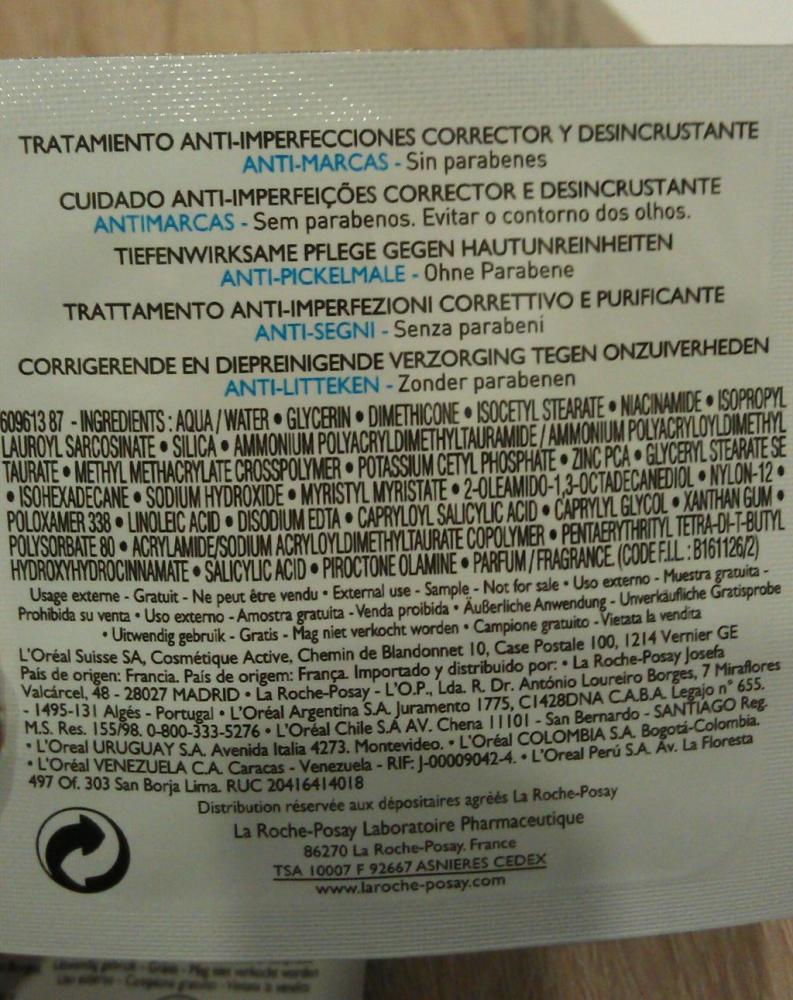 TRATAMIENTO ANTI-IMPERFECCIONES CORRECTOR Y DESINCRUSTANTE
ANTI-MARCAS - Sin parabenes
CUIDADO ANTI-IMPERFEIÇÕES CORRECTOR E DESINCRUSTANTE
ANTIMARCAS - Sem parabenos. Evitar o contorno dos olhos.
TIEFENWIRKSAME PFLEGE GEGEN HAUTUNREINHEITEN
ANTI-PICKELMALE - Ohne Parabene
TRATTAMENTO ANTI-IMPERFEZIONI CORRETTIVO E PURIFICANTE
ANTI-SEGNI - Senza parabeni
CORRIGERENDE EN DIEPREINIGENDE VERZORGING TEGEN ONZUIVERHEDEN
ANTI-LITTEKEN - Zonder parabenen
609613 87 - INGREDIENTS : AQUA / WATER • GLYCERIN • DIMETHICONE • ISOCETYL STEARATE • NIACINAMIDE • ISOPROPYL
LAUROYL SARCOSINATE • SILICA • AMMONIUM POLYACRYLDIMETHYLTAURAMIDE / AMMONIUM POLYACRYLOYLDIMETHYL
TAURATE • METHYL METHACRYLATE CROSSPOLYMER • POTASSIUM CETYL PHOSPHATE • ZINC PCA • GLYCERYL STEARATE SE
• ISOHEXADECANE • SODIUM HYDROXIDE • MYRISTYL MYRISTATE • 2-OLEAMIDO-1,3-OCTADECANEDIOL • NYLON-12 •
POLOXAMER 338 • LINOLEIC ACID • DISODIUM EDTA • CAPRYLOYL SALICYLIC ACID • CAPRYLYL GLYCOL • XANTHAN GUM •
POLYSORBATE 80 • ACRYLAMIDE/SODIUM ACRYLOYLDIMETHYLTAURATE COPOLYMER • PENTAERYTHRITYL TETRA-DI-T-BUTYL
HYDROXYHYDROCINNAMATE • SALICYLIC ACID • PIROCTONE OLAMINE • PARFUM / FRAGRANCE. (CODE F.I.L. : B161126/2)
Usage externe - Gratuit - Ne peut être vendu • External use - Sample - Not for sale • Uso externo - Muestra gratuita -
Prohibida su venta • Uso externo - Amostra gratuita - Venda proibida • Äußerliche Anwendung - Unverkäufliche Gratisprobe
• Uitwendig gebruik - Gratis - Mag niet verkocht worden • Campione gratuito - Vietata la vendita
L'Oréal Suisse SA, Cosmétique Active, Chemin de Blandonnet 10, Case Postale 100, 1214 Vernier GE
País de origen: Francia. País de origem: França. Importado y distribuido por: • La Roche-Posay Josefa
Valcárcel, 48 - 28027 MADRID • La Roche-Posay - L'O.P., Lda. R. Dr. António Loureiro Borges, 7 Miraflores
- 1495-131 Algés - Portugal • L'Oréal Argentina S.A. Juramento 1775, C1428DNA C.A.B.A. Legajo n° 655.
M.S. Res. 155/98. 0-800-333-5276 • L'Oréal Chile S.A AV. Chena 11101 - San Bernardo - SANTIAGO Reg.
• L'Oreal URUGUAY S.A. Avenida Italia 4273. Montevideo. • L'Oréal COLOMBIA S.A. Bogotá-Colombia.
• L'Oréal VENEZUELA C.A. Caracas - Venezuela - RIF: J-00009042-4. • L'Oreal Perú S.A. Av. La Floresta
497 Of. 303 San Borja Lima. RUC 20416414018
Distribution réservée aux dépositaires agréés La Roche-Posay
La Roche-Posay Laboratoire Pharmaceutique
86270 La Roche-Posay. France
TSA 10007 F 92667 ASNIERES CEDEX
www.laroche-posay.com